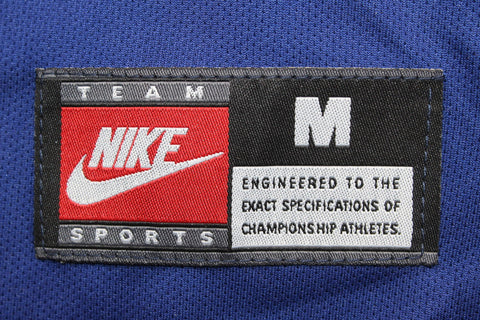 TEAM
NIKE
SPORTS
M
ENGINEERED TO THE
EXACT SPECIFICATIONS OF
CHAMPIONSHIP ATHLETES.